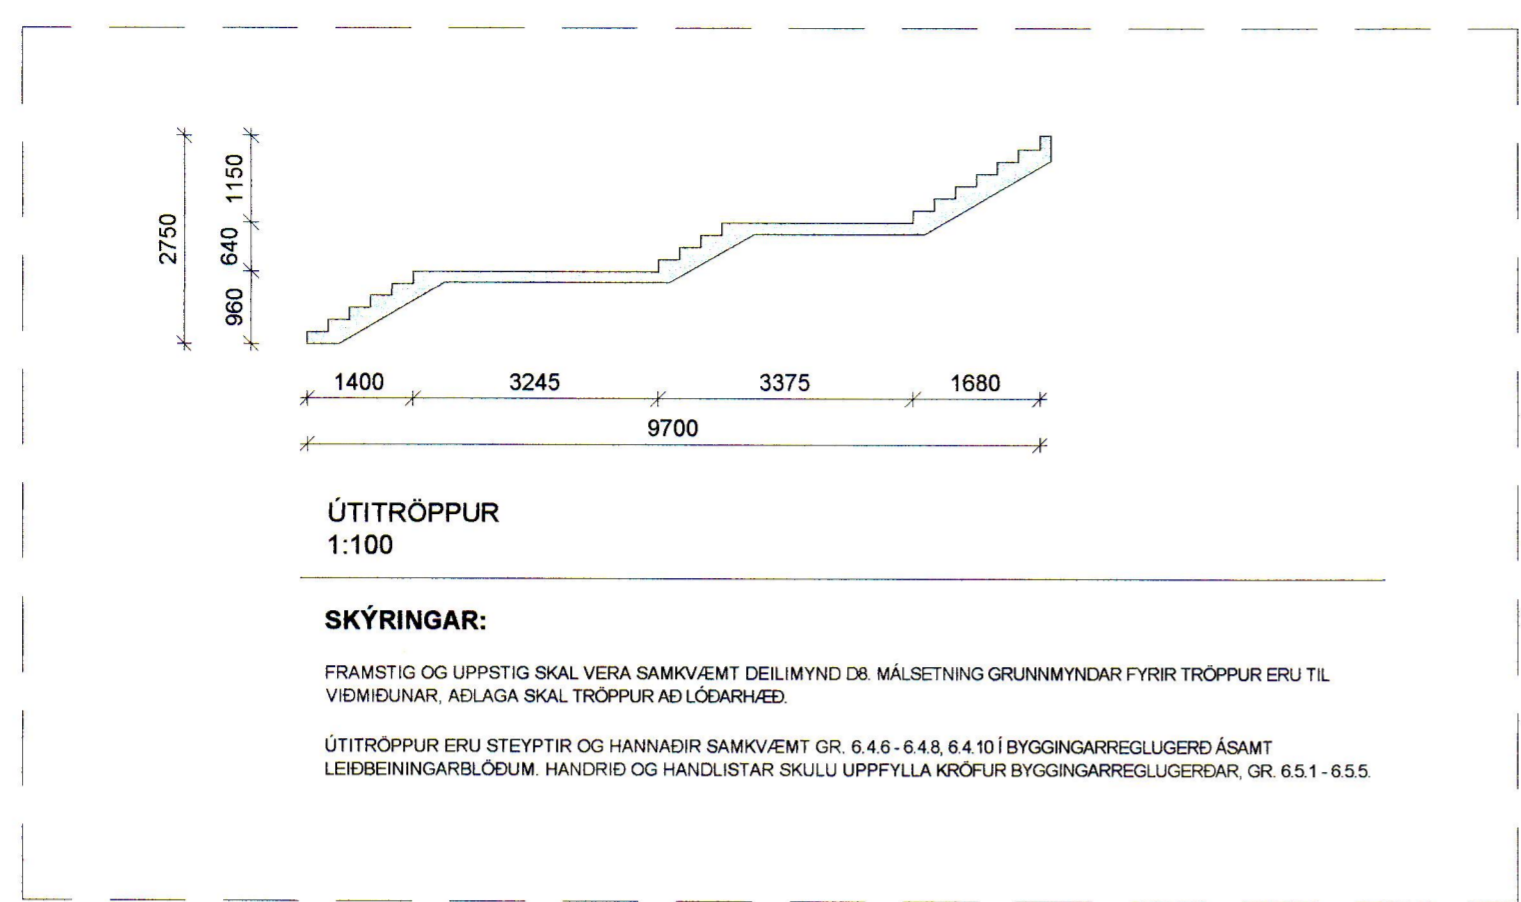 2750
1150
640
960
1400
3245
3375
1680
9700
ÚTITRÖPPUR
1:100
SKÝRINGAR:
FRAMSTIG OG UPPSTIG SKAL VERA SAMKVÆMT DEILIMYND D8. MÁLSETNING GRUNNMYNDAR FYRIR TRÖPPUR ERU TIL
VIÐMIÐUNAR, AÐLAGA SKAL TRÖPPUR AÐ LÓÐARHÆÐ.
ÚTITRÖPPUR ERU STEYPTIR OG HANNAÐIR SAMKVÆMT GR. 6.4.6 - 6.4.8, 6.4.10 Í BYGGINGARREGLUGERÐ ÁSAMT
LEIÐBEININGARBLÖÐUM. HANDRIÐ OG HANDLISTAR SKULU UPPFYLLA KRÖFUR BYGGINGARREGLUGERÐAR, GR. 6.5.1 - 6.5.5.